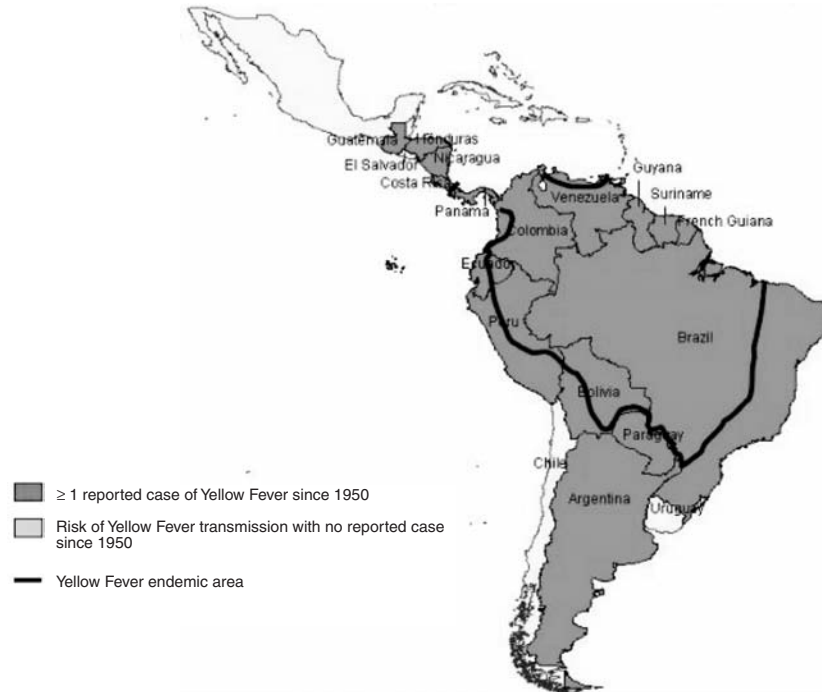 Guatemala
Honduras
El Salvador
Nicaragua
Costa Rica
Panama
Venezuela
Guyana
Suriname
French Guiana
Colombia
Ecuador
Peru
Brazil
Bolivia
Paraguay
Chile
Argentina
Uruguay
≥ 1 reported case of Yellow Fever since 1950
Risk of Yellow Fever transmission with no reported case
since 1950
Yellow Fever endemic area